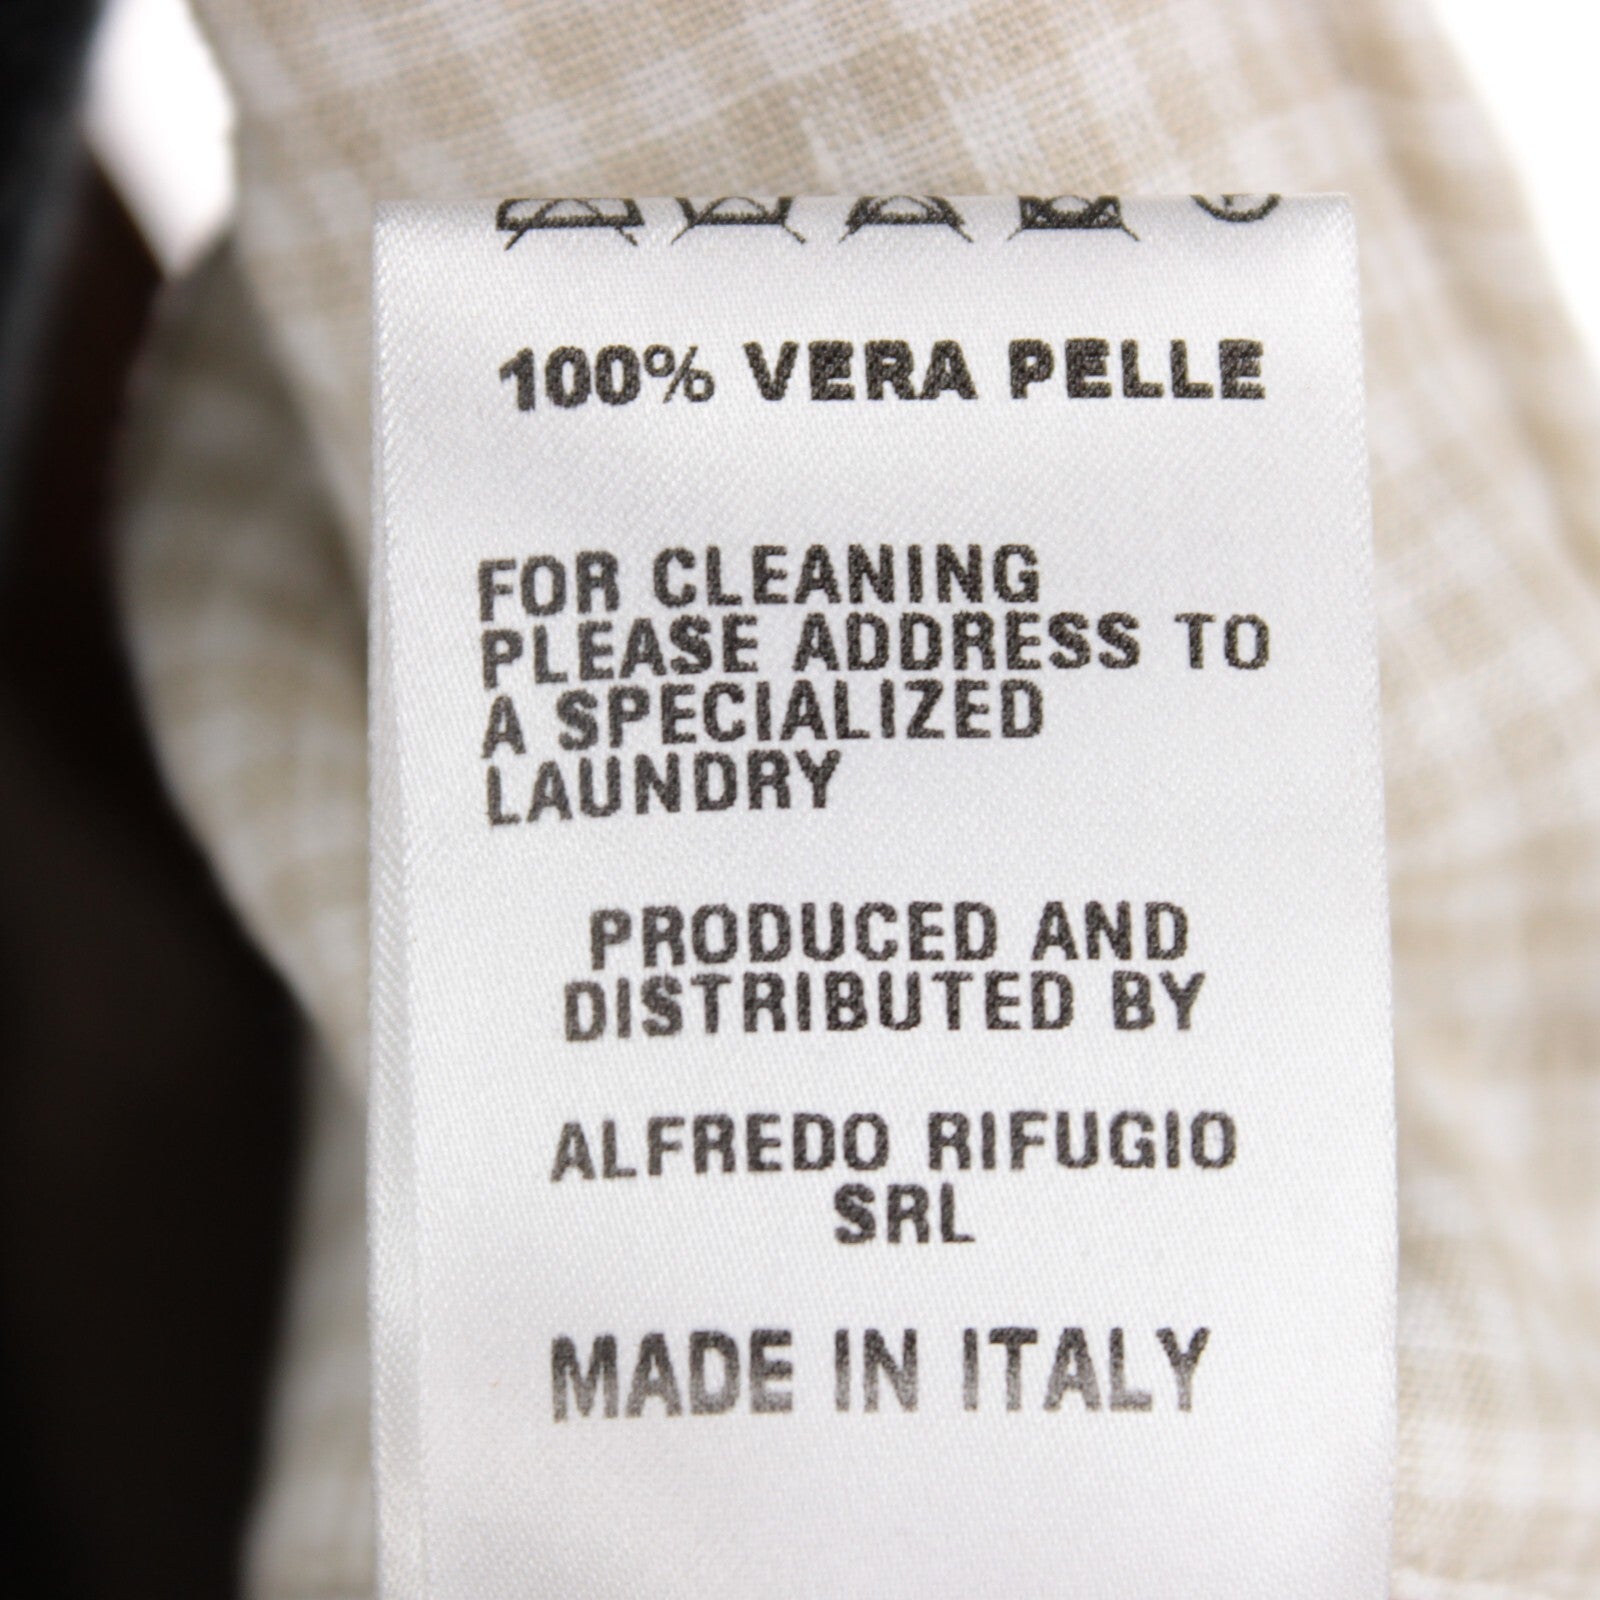 100% VERA PELLE
FOR CLEANING
PLEASE ADDRESS TO
A SPECIALIZED
LAUNDRY
PRODUCED AND
DISTRIBUTED BY
ALFREDO RIFUGIO
SRL
MADE IN ITALY